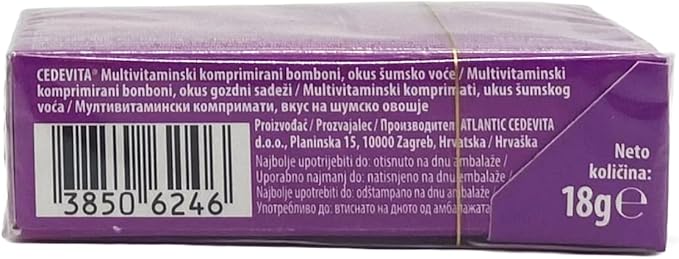 CEDEVITA® Multivitaminski komprimirani bomboni, okus šumsko voće / Multivitaminski
komprimirani bonboni, okus gozdni sadeži / Multivitaminski komprimati, ukus šumskog
voća / Мултивитамински компримати, вкус на шумско овошје
Proizvođač / Proizvajalec / Производител ATLANTIC CEDEVITA
d.o.o., Planinska 15, 10000 Zagreb, Hrvatska / Hrvaška
Najbolje upotrijebiti do: otisnuto na dnu ambalaže /
Uporabno najmanj do: natisnjeno na dnu embalaže /
Najbolje upotrebiti do: odštampano na dnu ambalaže /
Употребливо до: втиснато на дното од амбалажата
3850 6246
Neto
količina:
18g℮